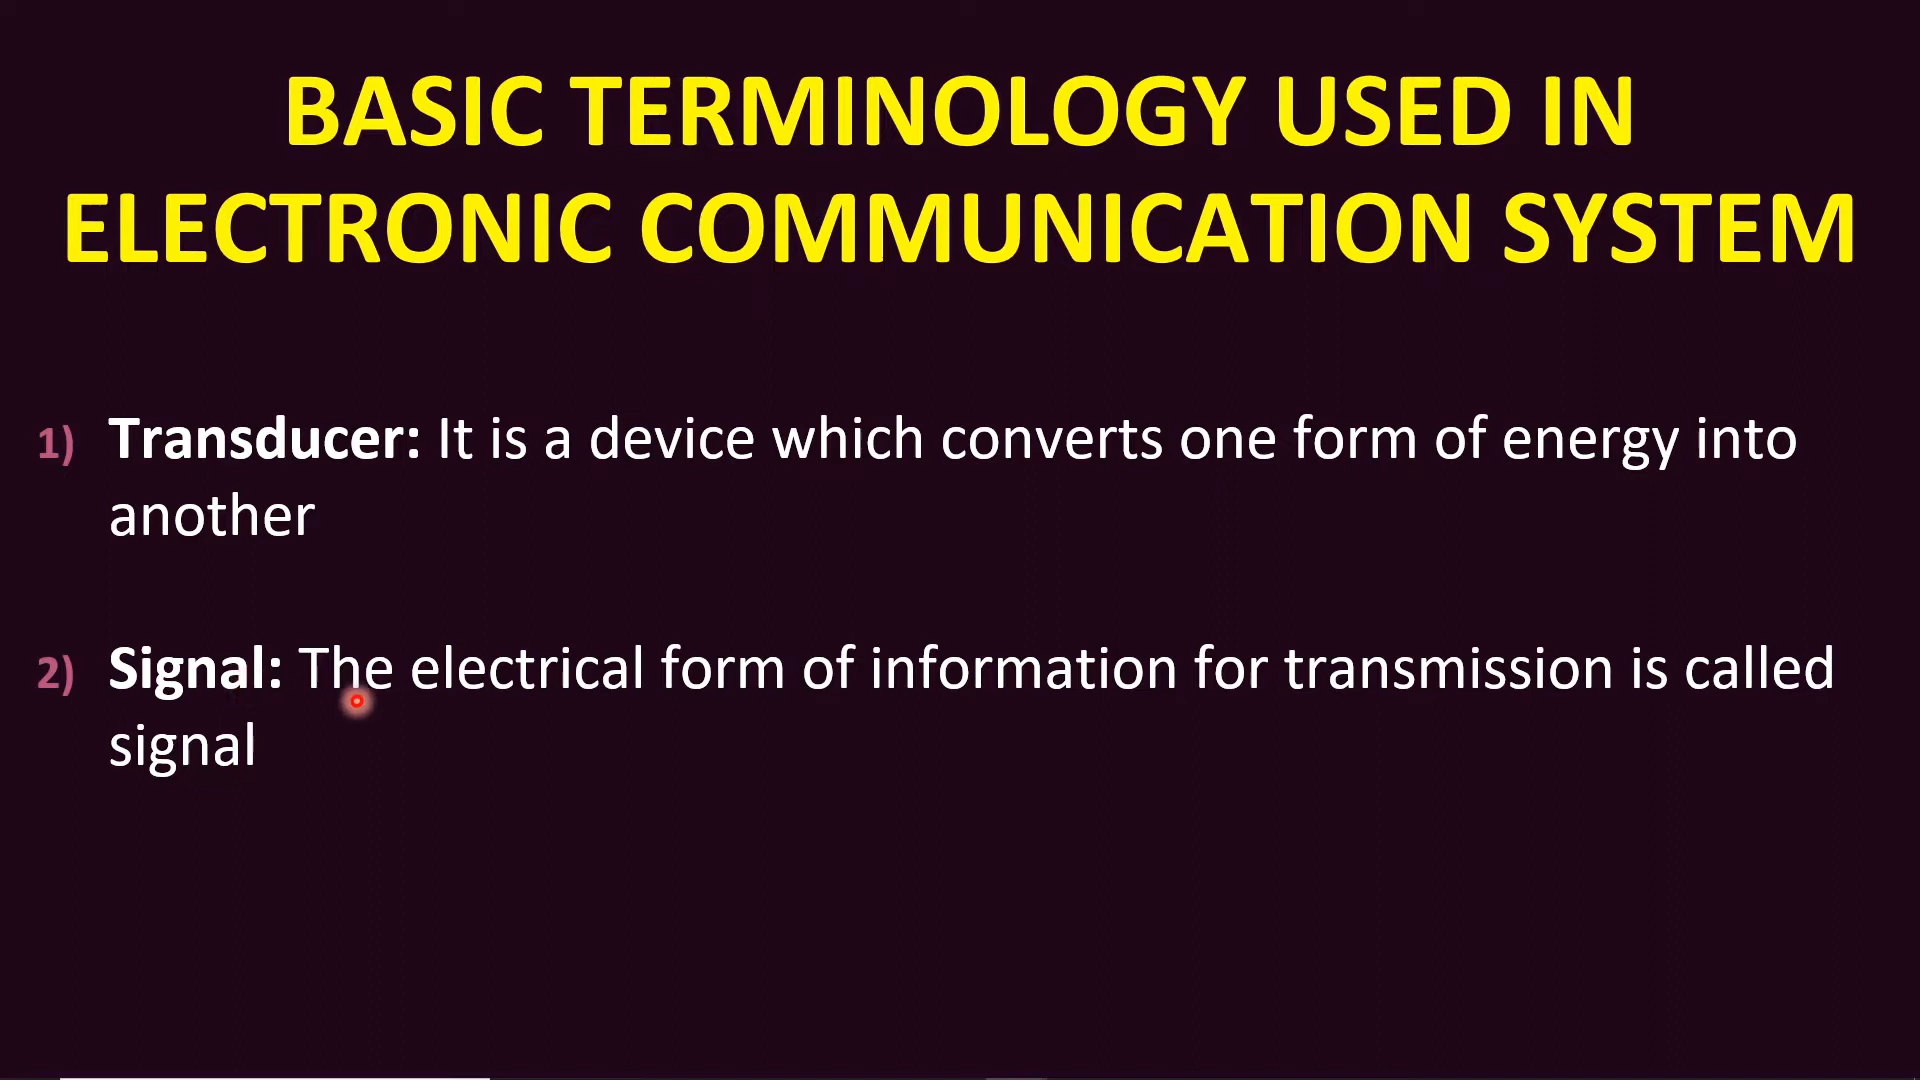 BASIC TERMINOLOGY USED IN
ELECTRONIC COMMUNICATION SYSTEM
1) Transducer: It is a device which converts one form of energy into
another
2) Signal: The electrical form of information for transmission is called
signal